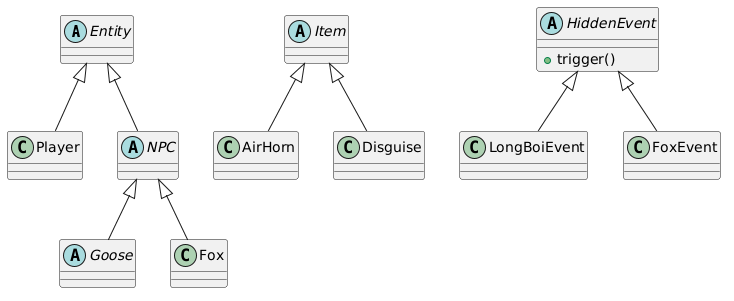 A Entity
A Item
A HiddenEvent
trigger()
C Player
A NPC
C AirHorn
C Disguise
C LongBoiEvent
C FoxEvent
A Goose
C Fox